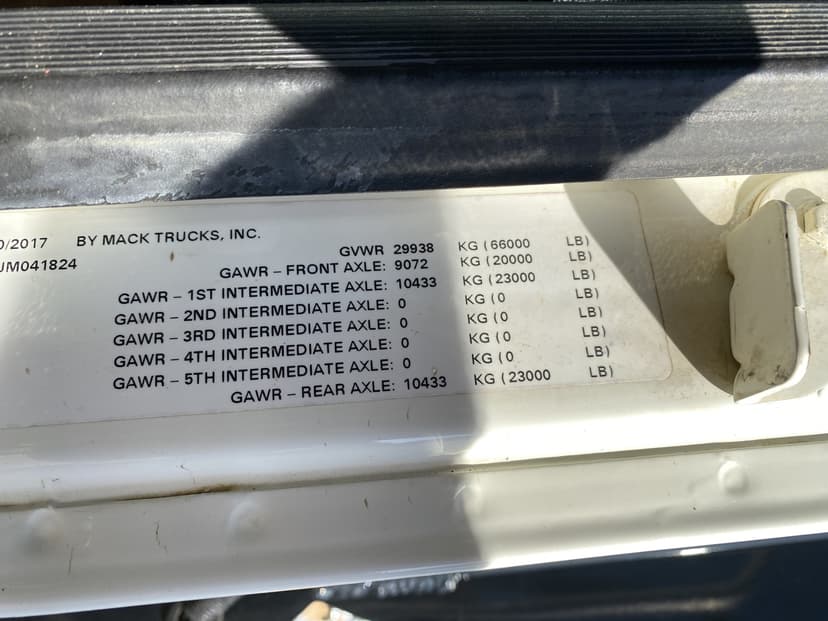 0/2017 BY MACK TRUCKS, INC.
JM041824
GVWR 29938 KG (66000 LB)
GAWR – FRONT AXLE: 9072 KG (20000 LB)
GAWR – 1ST INTERMEDIATE AXLE: 10433 KG (23000 LB)
GAWR – 2ND INTERMEDIATE AXLE: 0 KG (0 LB)
GAWR – 3RD INTERMEDIATE AXLE: 0 KG (0 LB)
GAWR – 4TH INTERMEDIATE AXLE: 0 KG (0 LB)
GAWR – 5TH INTERMEDIATE AXLE: 0 KG (0 LB)
GAWR – REAR AXLE: 10433 KG (23000 LB)